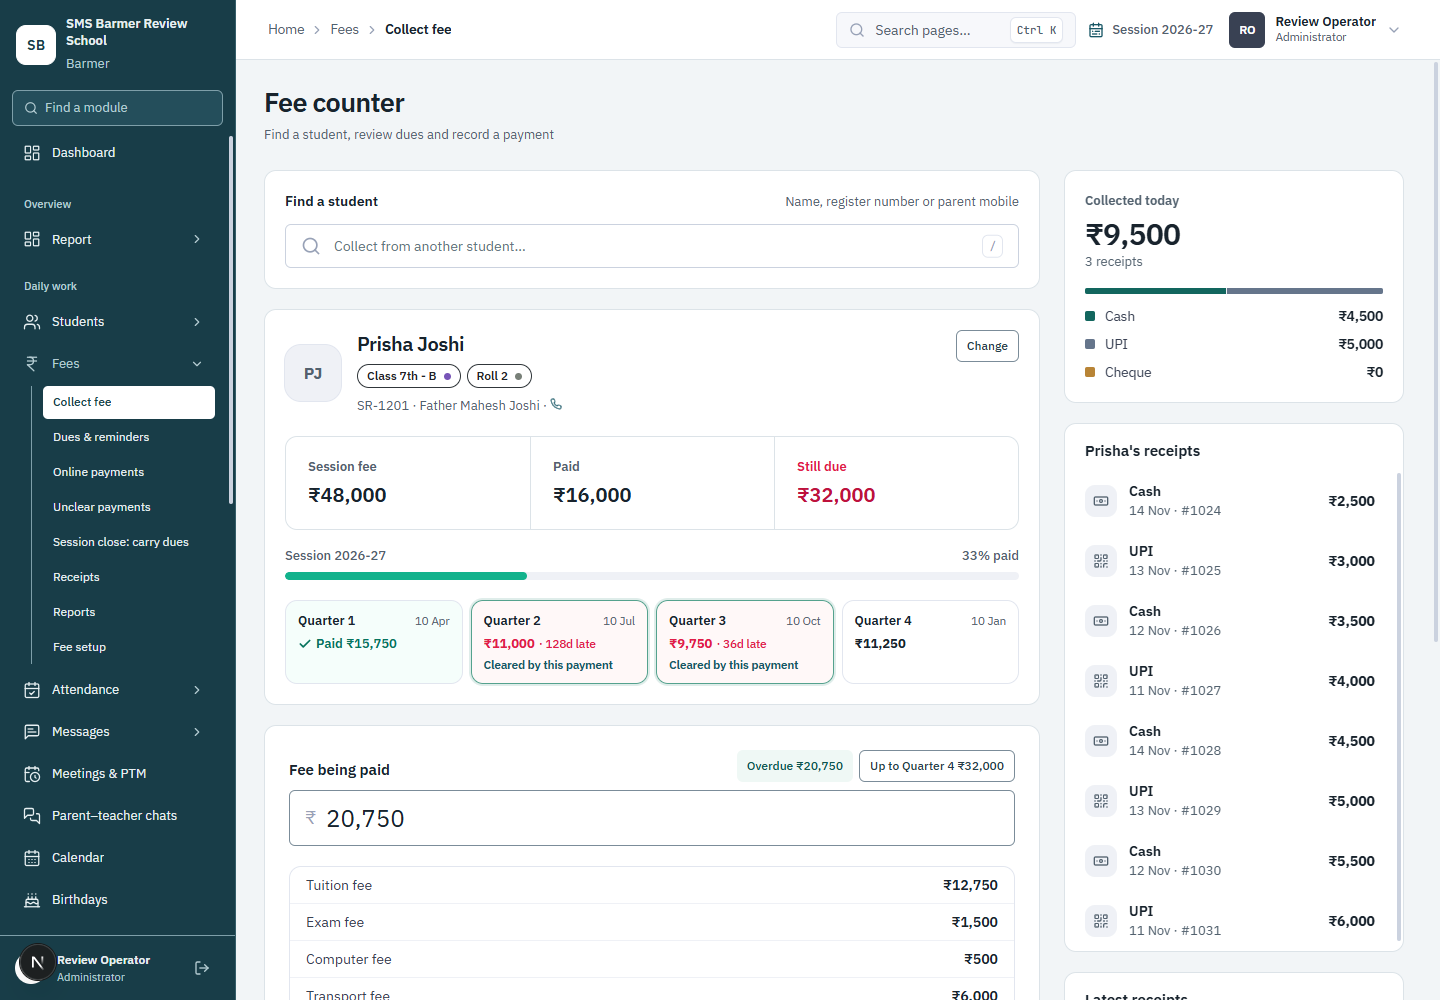 SB
SMS Barmer Review
School
Barmer
Find a module
Dashboard
Overview
Report
Daily work
Students
Fees
Collect fee
Dues & reminders
Online payments
Unclear payments
Session close: carry dues
Receipts
Reports
Fee setup
Attendance
Messages
Meetings & PTM
Parent–teacher chats
Calendar
Birthdays
N
Review Operator
Administrator
Home > Fees > Collect fee
Search pages...
Ctrl K
Session 2026-27
RO
Review Operator
Administrator
Fee counter
Find a student, review dues and record a payment
Find a student
Name, register number or parent mobile
Collect from another student...
/
PJ
Prisha Joshi
Change
Class 7th - B
Roll 2
SR-1201 · Father Mahesh Joshi ·
Session fee
₹48,000
Paid
₹16,000
Still due
₹32,000
Session 2026-27
33% paid
Quarter 1 10 Apr
Paid ₹15,750
Quarter 2 10 Jul
₹11,000 · 128d late
Cleared by this payment
Quarter 3 10 Oct
₹9,750 · 36d late
Cleared by this payment
Quarter 4 10 Jan
₹11,250
Fee being paid
Overdue ₹20,750
Up to Quarter 4 ₹32,000
₹ 20,750
Tuition fee ₹12,750
Exam fee ₹1,500
Computer fee ₹500
Transport fee ₹6,000
Collected today
₹9,500
3 receipts
Cash ₹4,500
UPI ₹5,000
Cheque ₹0
Prisha's receipts
Cash
14 Nov · #1024
₹2,500
UPI
13 Nov · #1025
₹3,000
Cash
12 Nov · #1026
₹3,500
UPI
11 Nov · #1027
₹4,000
Cash
14 Nov · #1028
₹4,500
UPI
13 Nov · #1029
₹5,000
Cash
12 Nov · #1030
₹5,500
UPI
11 Nov · #1031
₹6,000
Latest receipts